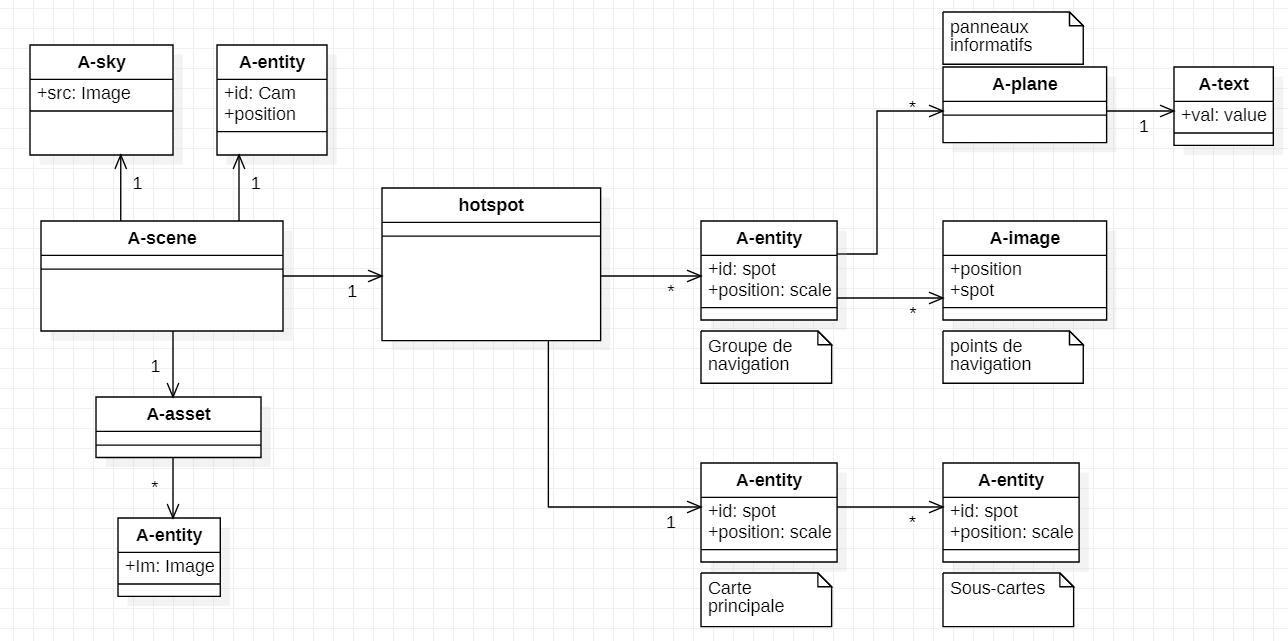 panneaux
informatifs
A-sky
+src: Image
A-entity
+id: Cam
+position
A-plane
A-text
+val: value
*
1
1
1
A-scene
hotspot
A-entity
+id: spot
+position: scale
A-image
+position
+spot
1
*
*
Groupe de
navigation
points de
navigation
1
A-asset
*
A-entity
+Im: Image
A-entity
+id: spot
+position: scale
A-entity
+id: spot
+position: scale
1
*
Carte
principale
Sous-cartes